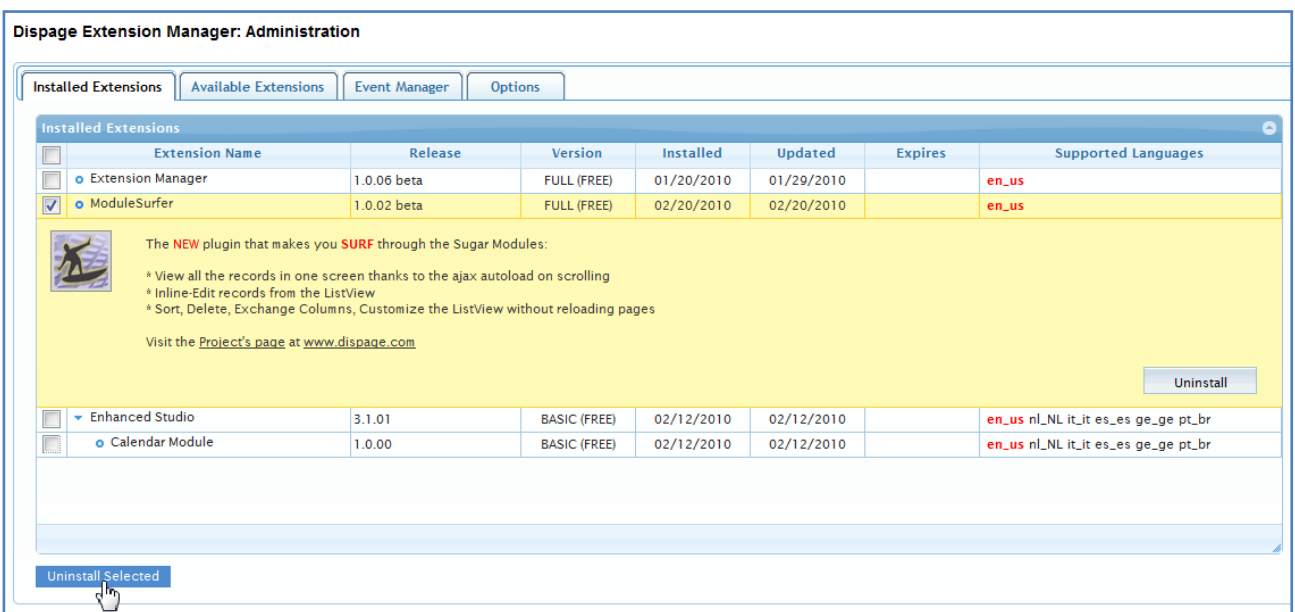 Dispage Extension Manager: Administration
Installed Extensions Available Extensions Event Manager Options
Installed Extensions
Extension Name Release Version Installed Updated Expires Supported Languages
Extension Manager 1.0.06 beta FULL (FREE) 01/20/2010 01/29/2010 en_us
ModuleSurfer 1.0.02 beta FULL (FREE) 02/20/2010 02/20/2010 en_us
The NEW plugin that makes you SURF through the Sugar Modules:
* View all the records in one screen thanks to the ajax autoload on scrolling
* Inline-Edit records from the ListView
* Sort, Delete, Exchange Columns, Customize the ListView without reloading pages
Visit the Project's page at www.dispage.com
Uninstall
Enhanced Studio 3.1.01 BASIC (FREE) 02/12/2010 02/12/2010 en_us nl_NL it_it es_es ge_ge pt_br
Calendar Module 1.0.00 BASIC (FREE) 02/12/2010 02/12/2010 en_us nl_NL it_it es_es ge_ge pt_br
Uninstall Selected